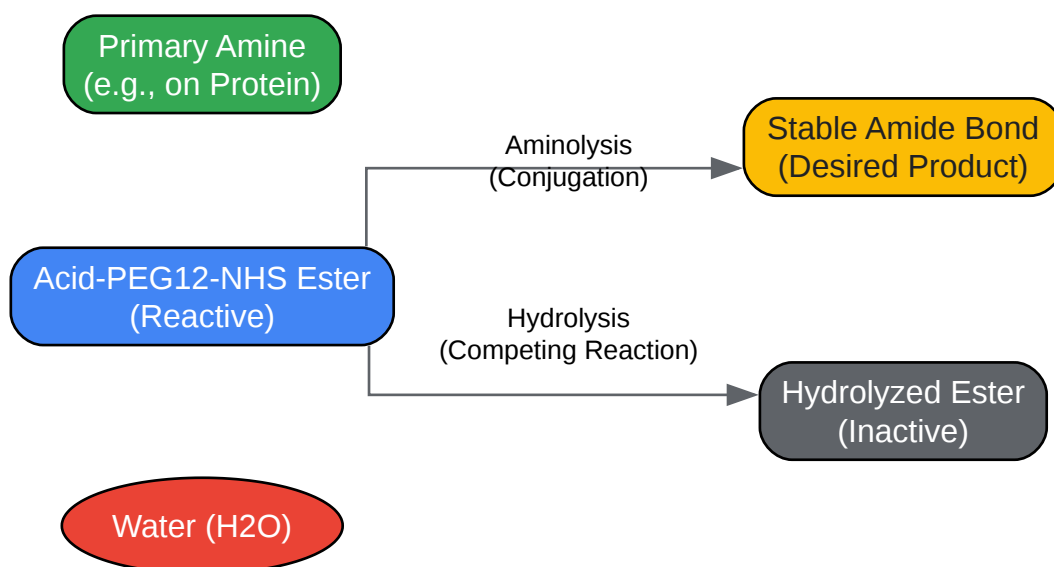 Primary Amine
(e.g., on Protein)
Aminolysis
(Conjugation)
Stable Amide Bond
(Desired Product)
Acid-PEG12-NHS Ester
(Reactive)
Hydrolysis
(Competing Reaction)
Hydrolyzed Ester
(Inactive)
Water (H2O)